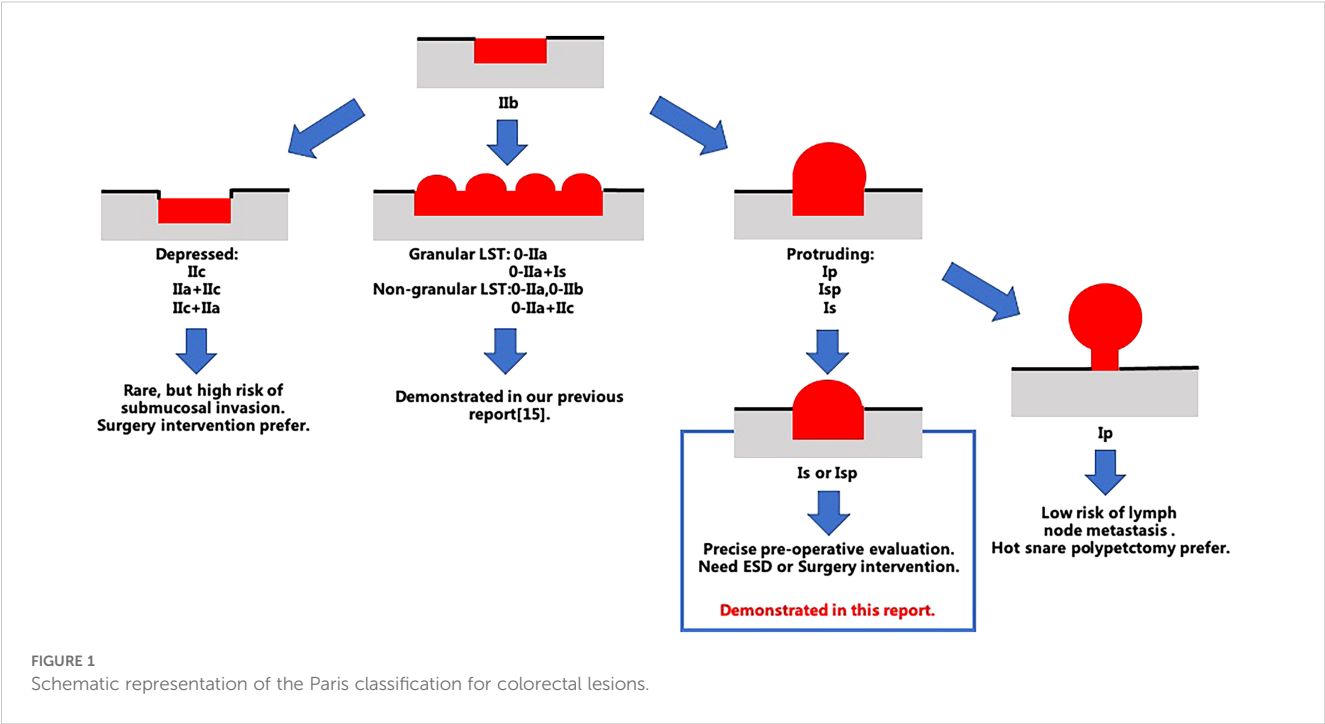 IIb
Depressed:
IIc
IIa+IIc
IIc+IIa
Rare, but high risk of
submucosal invasion.
Surgery intervention prefer.
Granular LST: 0-IIa
0-IIa+Is
Non-granular LST:0-IIa,0-IIb
0-IIa+IIc
Demonstrated in our previous
report[15].
Protruding:
Ip
Isp
Is
Is or Isp
Precise pre-operative evaluation.
Need ESD or Surgery intervention.
Demonstrated in this report.
Ip
Low risk of lymph
node metastasis .
Hot snare polypetctomy prefer.
FIGURE 1
Schematic representation of the Paris classification for colorectal lesions.